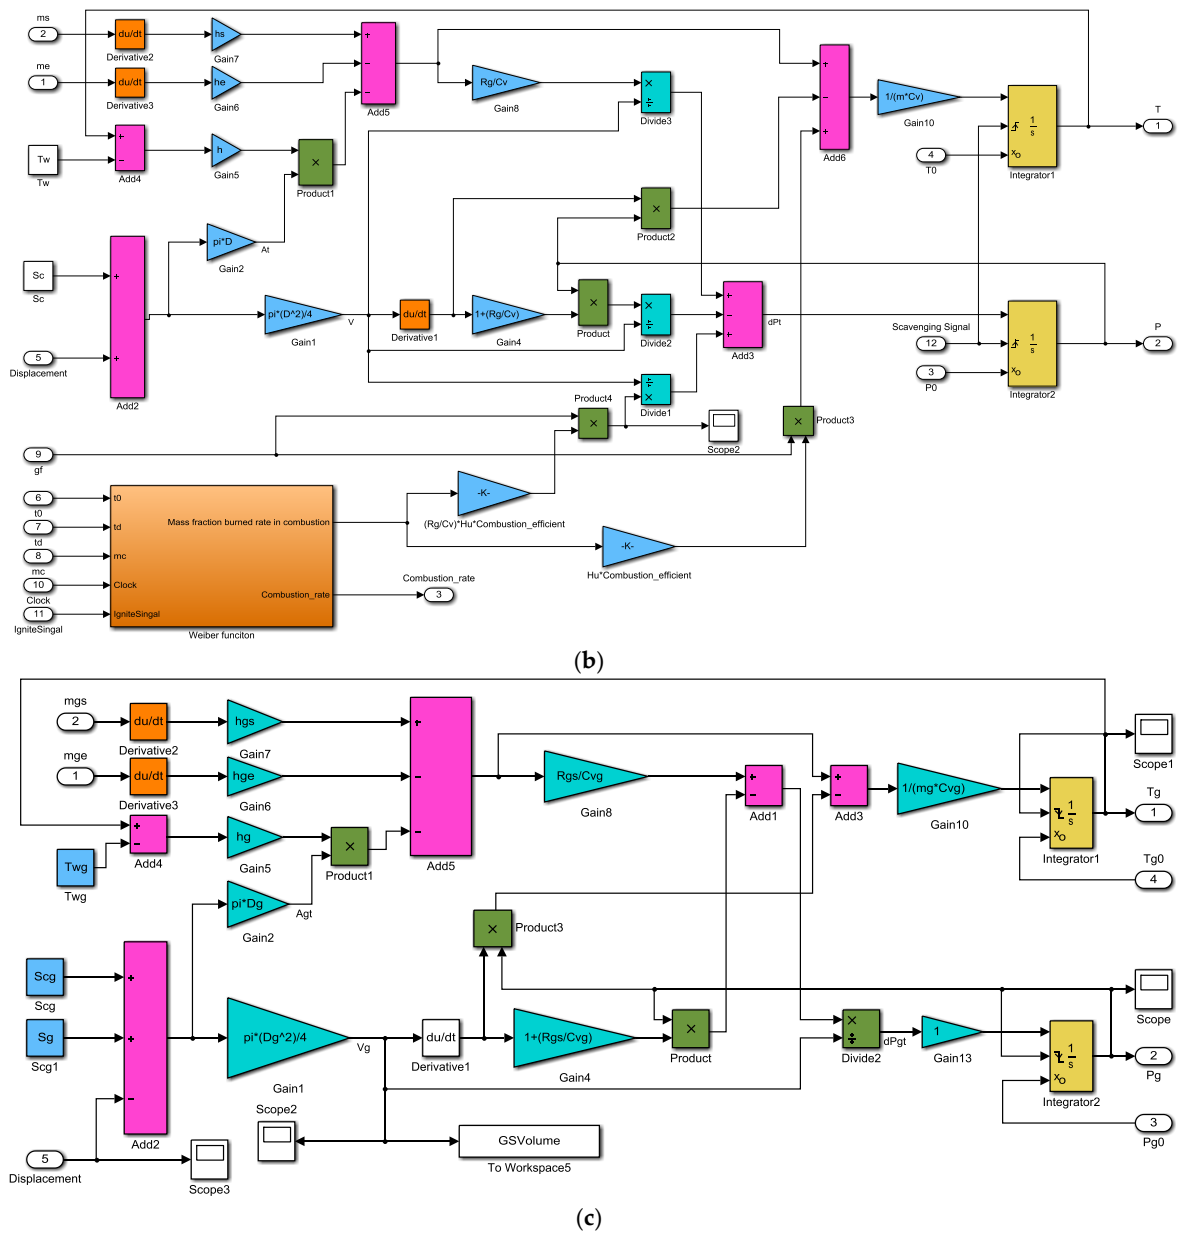 ms
2
du/dt
Derivative2
hs
Gain7
me
1
du/dt
Derivative3
he
Gain6
+
-
-
Add5
Rg/Cv
Gain8
×
÷
Divide3
+
-
+
Add6
1/(m*Cv)
Gain10
1
s
xo
Integrator1
T
1
4
T0
+
-
Add4
Tw
Tw
h
Gain5
×
Product1
pi*D
Gain2
At
×
Product2
Sc
Sc
+
+
Add2
5
Displacement
pi*(D^2)/4
Gain1
V
du/dt
Derivative1
1+(Rg/Cv)
Gain4
×
Product
×
÷
Divide2
+
-
+
Add3
dPt
Scavenging Signal
12
3
P0
1
s
xo
Integrator2
P
2
÷
×
Divide1
Product4
×
Scope2
×
Product3
9
gf
6
t0
7
td
8
mc
10
Clock
11
IgniteSingal
t0
td
mc
Clock
IgniteSingal
Mass fraction burned rate in combustion
Combustion_rate
Weiber funciton
-K-
(Rg/Cv)*Hu*Combustion_efficient
-K-
Hu*Combustion_efficient
Combustion_rate
3
(b)
mgs
2
du/dt
Derivative2
hgs
Gain7
mge
1
du/dt
Derivative3
hge
Gain6
+
-
-
Add5
Rgs/Cvg
Gain8
+
-
Add1
+
-
Add3
1/(mg*Cvg)
Gain10
1
s
xo
Integrator1
Scope1
Tg
1
Tg0
4
+
-
Add4
Twg
Twg
hg
Gain5
×
Product1
pi*Dg
Gain2
Agt
×
Product3
Scg
Scg
Sg
Scg1
+
+
-
Add2
5
Displacement
Scope3
pi*(Dg^2)/4
Gain1
Vg
du/dt
Derivative1
1+(Rgs/Cvg)
Gain4
×
Product
×
÷
Divide2
dPgt
1
Gain13
1
s
xo
Integrator2
Scope
2
Pg
3
Pg0
Scope2
GSVolume
To Workspace5
(c)